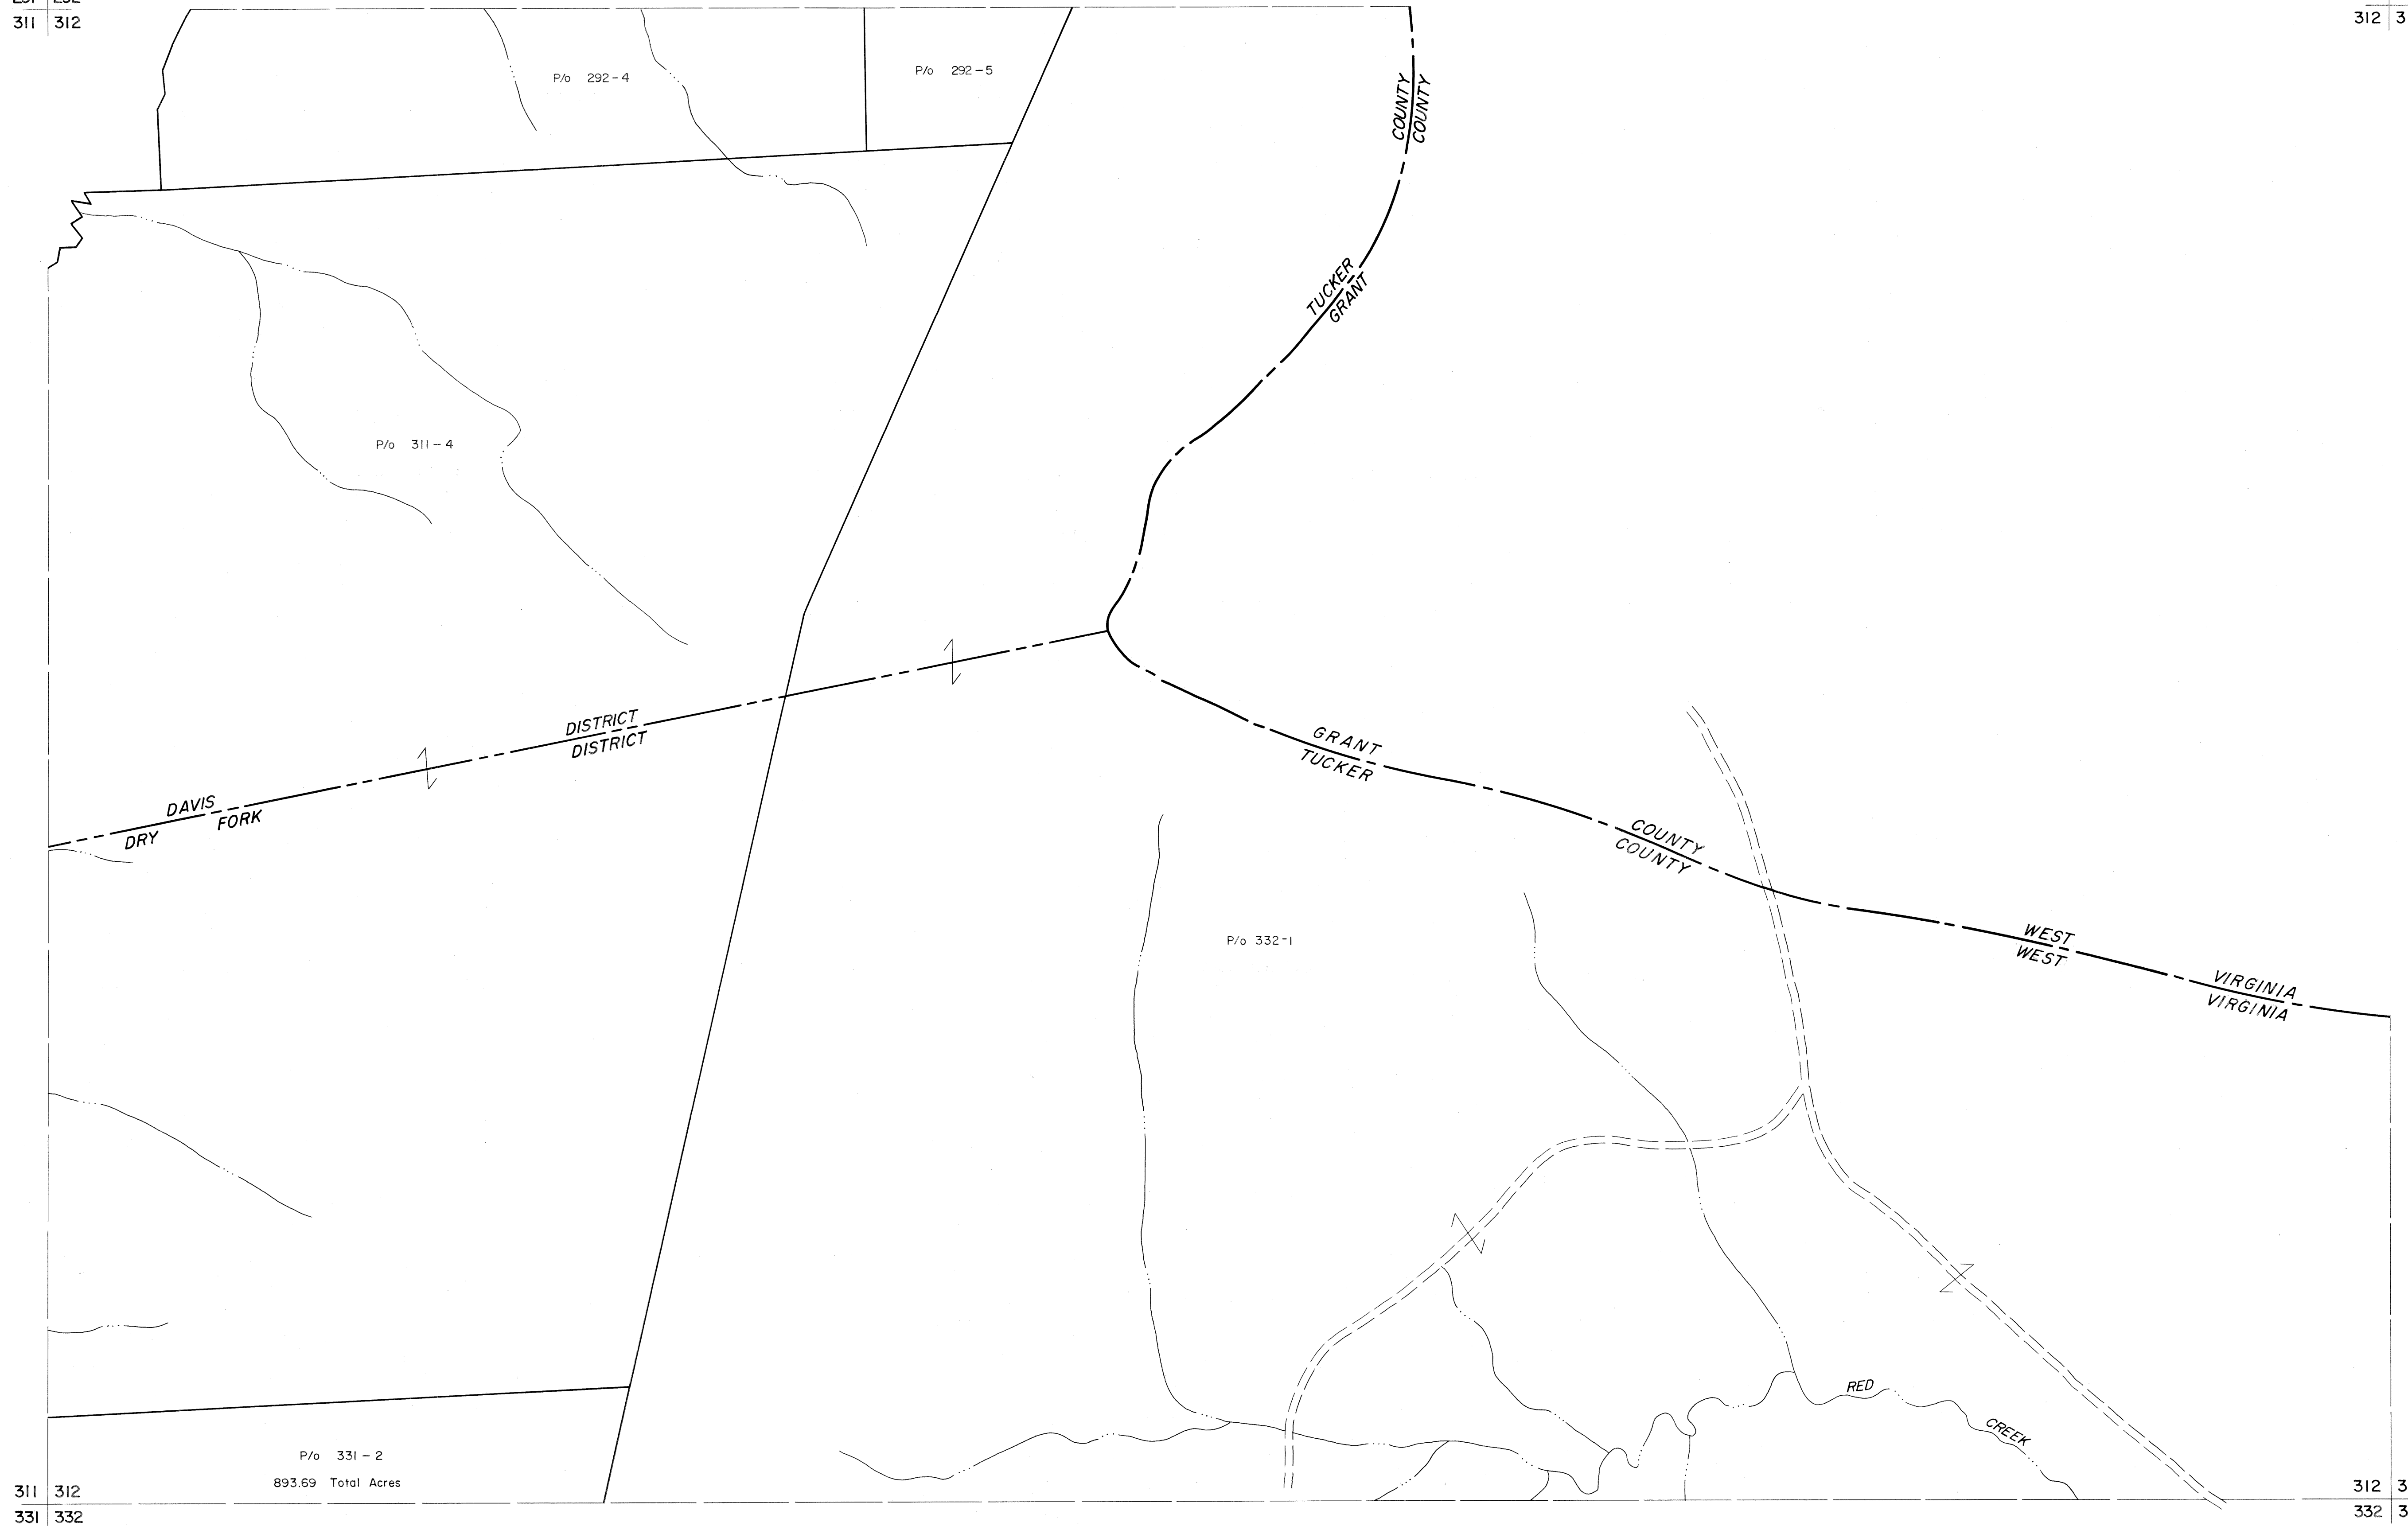 311 312
312 3
P/o 292-4
P/o 292-5
COUNTY
COUNTY
TUCKER
GRANT
P/o 311-4
DISTRICT
DISTRICT
DAVIS
DRY FORK
GRANT
TUCKER
COUNTY
COUNTY
P/o 332-1
WEST
WEST
VIRGINIA
VIRGINIA
RED
CREEK
P/o 331-2
893.69 Total Acres
311 312
331 332
312 3
332 3